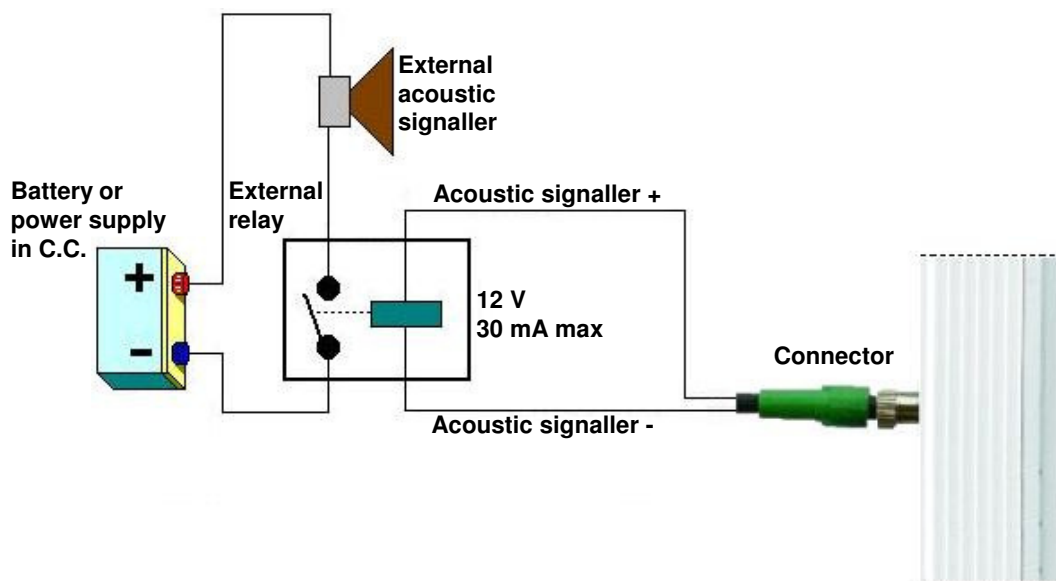 External
acoustic
signaller
Battery or
power supply
in C.C.
External
relay
Acoustic signaller +
+
-
12 V
30 mA max
Connector
Acoustic signaller -